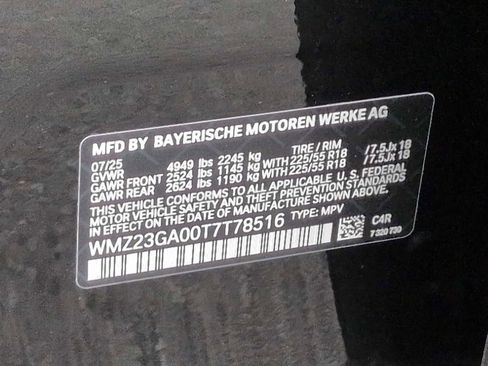 MFD BY BAYERISCHE MOTOREN WERKE AG
07/25 TIRE / RIM
GVWR 4949 lbs 2245 kg
GAWR FRONT 2524 lbs 1145 kg WITH 225/55 R18 /7.5Jx18
GAWR REAR 2624 lbs 1190 kg WITH 225/55 R18 /7.5Jx18
THIS VEHICLE CONFORMS TO ALL APPLICABLE U. S. FEDERAL
MOTOR VEHICLE SAFETY AND THEFT PREVENTION STANDARDS
IN EFFECT ON THE DATE OF MANUFACTURE SHOWN ABOVE.
WMZ23GA00T7T78516 TYPE: MPV
C4R
7 320 730